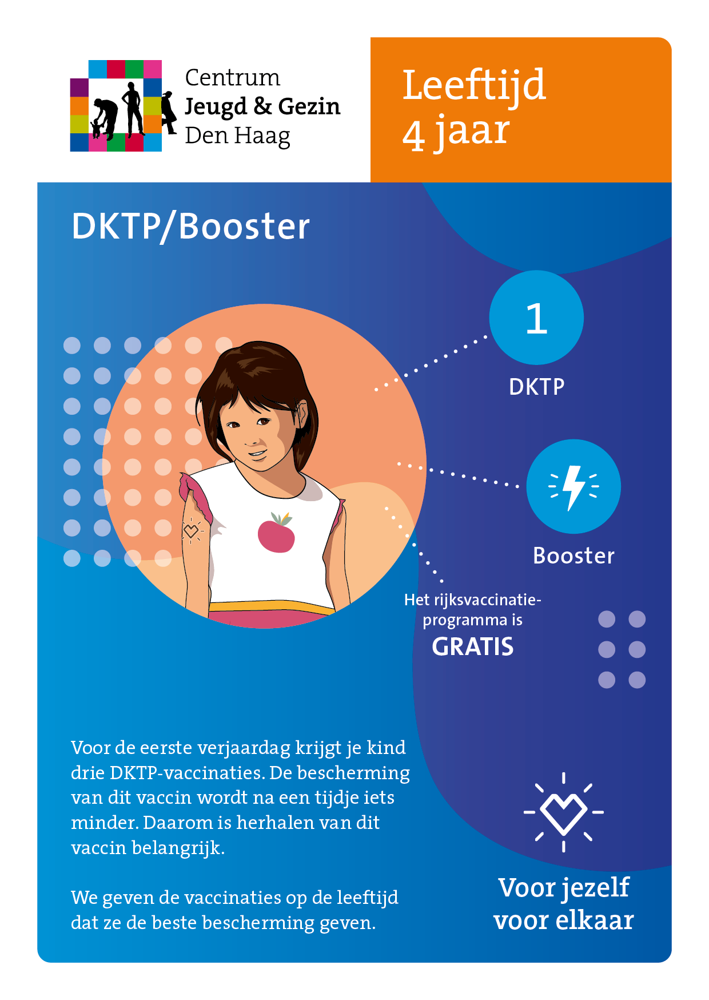 Centrum
Jeugd & Gezin
Den Haag
Leeftijd
4 jaar
DKTP/Booster
1
DKTP
Booster
Het rijksvaccinatie-
programma is
GRATIS
Voor de eerste verjaardag krijgt je kind
drie DKTP-vaccinaties. De bescherming
van dit vaccin wordt na een tijdje iets
minder. Daarom is herhalen van dit
vaccin belangrijk.
We geven de vaccinaties op de leeftijd
dat ze de beste bescherming geven.
Voor jezelf
voor elkaar